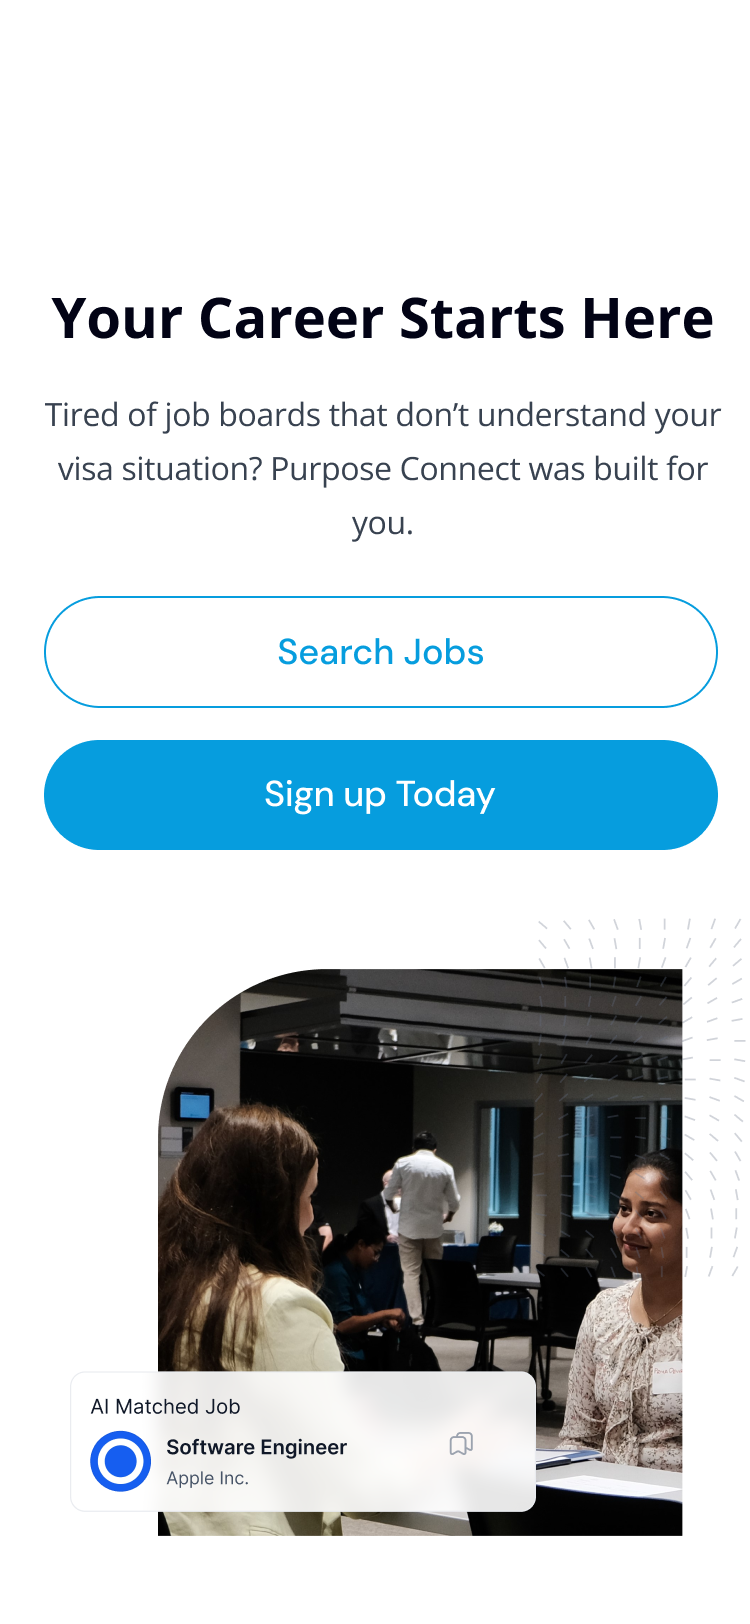 Your Career Starts Here
Tired of job boards that don’t understand your
visa situation? Purpose Connect was built for
you.
Search Jobs
Sign up Today
AI Matched Job
Software Engineer
Apple Inc.